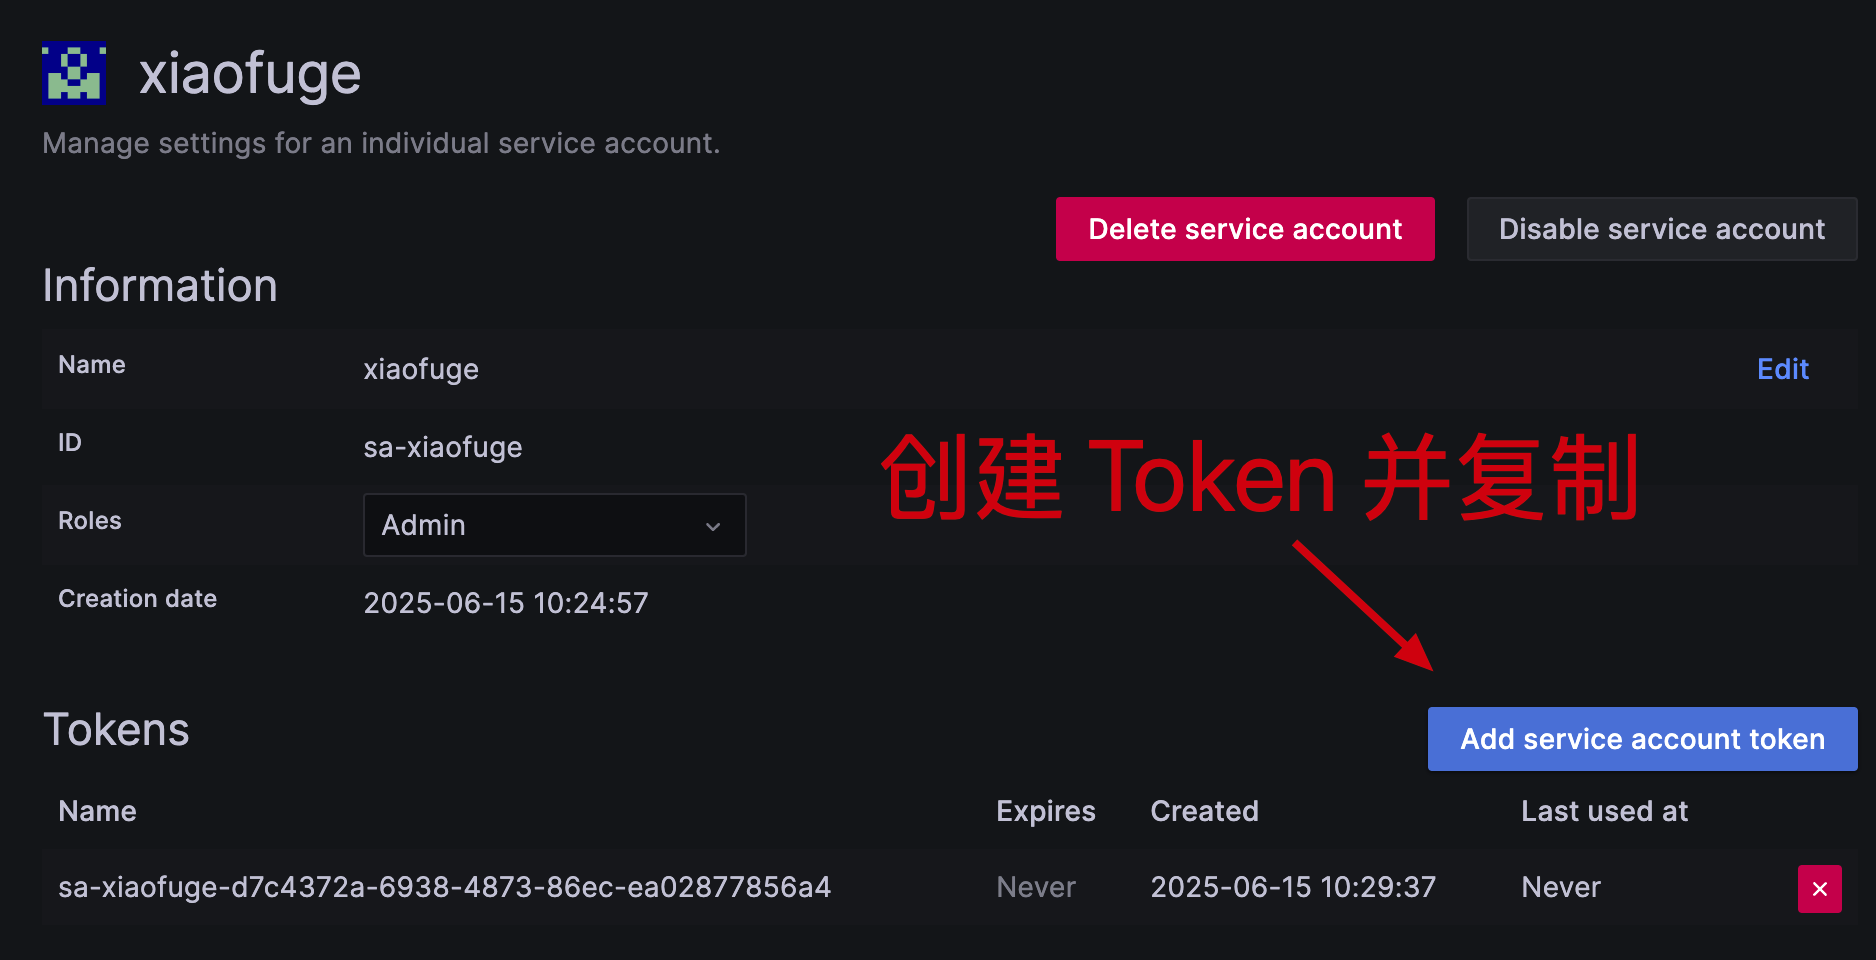 xiaofuge
Manage settings for an individual service account.
Delete service account Disable service account
Information
Name xiaofuge Edit
ID sa-xiaofuge
创建 Token 并复制
Roles Admin
Creation date 2025-06-15 10:24:57
Tokens Add service account token
Name Expires Created Last used at
sa-xiaofuge-d7c4372a-6938-4873-86ec-ea02877856a4 Never 2025-06-15 10:29:37 Never